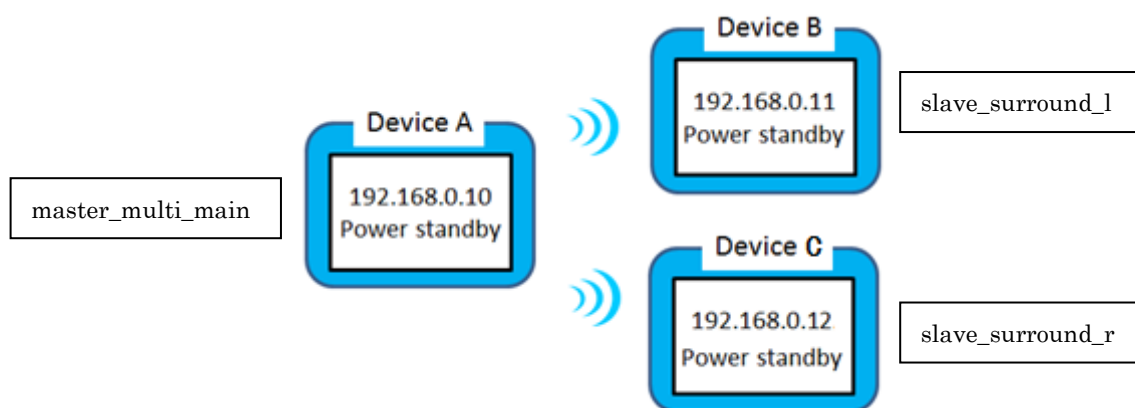 master_multi_main
Device A
192.168.0.10
Power standby
Device B
192.168.0.11
Power standby
slave_surround_l
Device C
192.168.0.12
Power standby
slave_surround_r